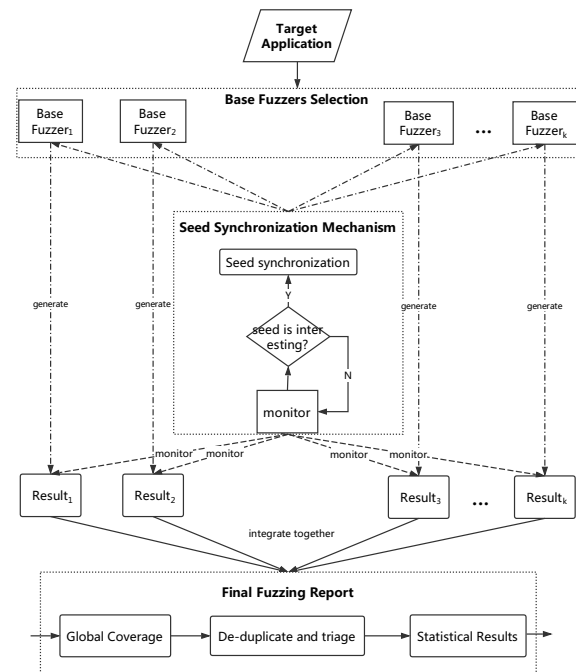 Target
Application
Base Fuzzers Selection
Base
Fuzzer₁
Base
Fuzzer₂
Base
Fuzzer₃
...
Base
Fuzzerₖ
Seed Synchronization Mechanism
Seed synchronization
Y
seed is inter
esting?
N
monitor
generate
generate
generate
generate
monitor
monitor
monitor
monitor
Result₁
Result₂
Result₃
...
Resultₖ
integrate together
Final Fuzzing Report
Global Coverage
De-duplicate and triage
Statistical Results